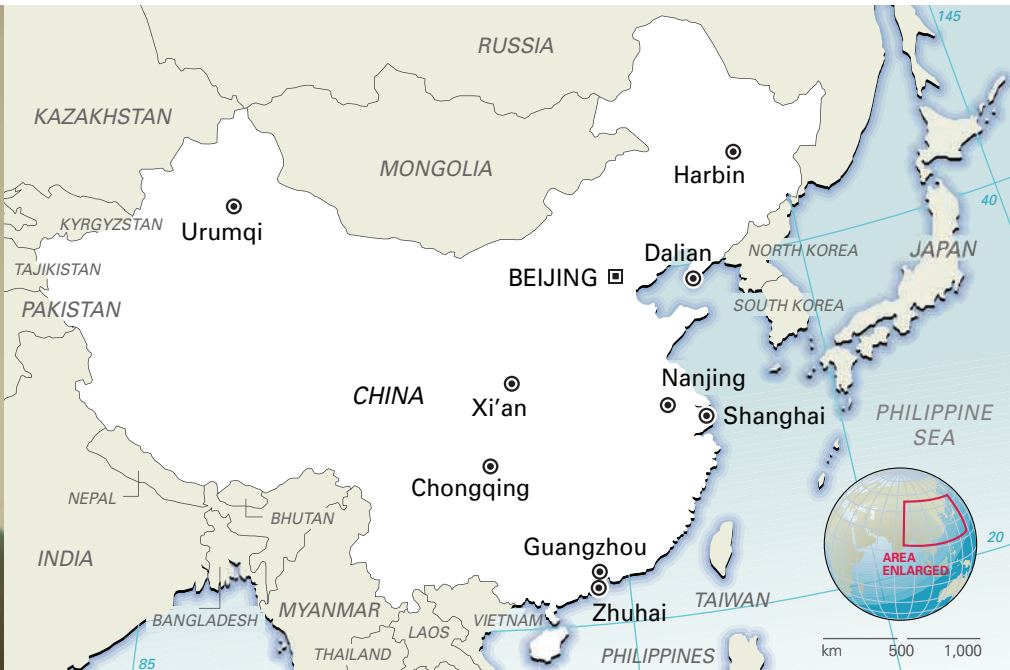 145
RUSSIA
KAZAKHSTAN
MONGOLIA
Harbin
40
KYRGYZSTAN
Urumqi
NORTH KOREA
JAPAN
Dalian
TAJIKISTAN
BEIJING
PAKISTAN
SOUTH KOREA
Nanjing
CHINA
Xi’an
Shanghai
PHILIPPINE
SEA
Chongqing
NEPAL
BHUTAN
INDIA
Guangzhou
AREA
ENLARGED
20
MYANMAR
TAIWAN
Zhuhai
BANGLADESH
VIETNAM
LAOS
THAILAND
PHILIPPINES
85
km 500 1,000